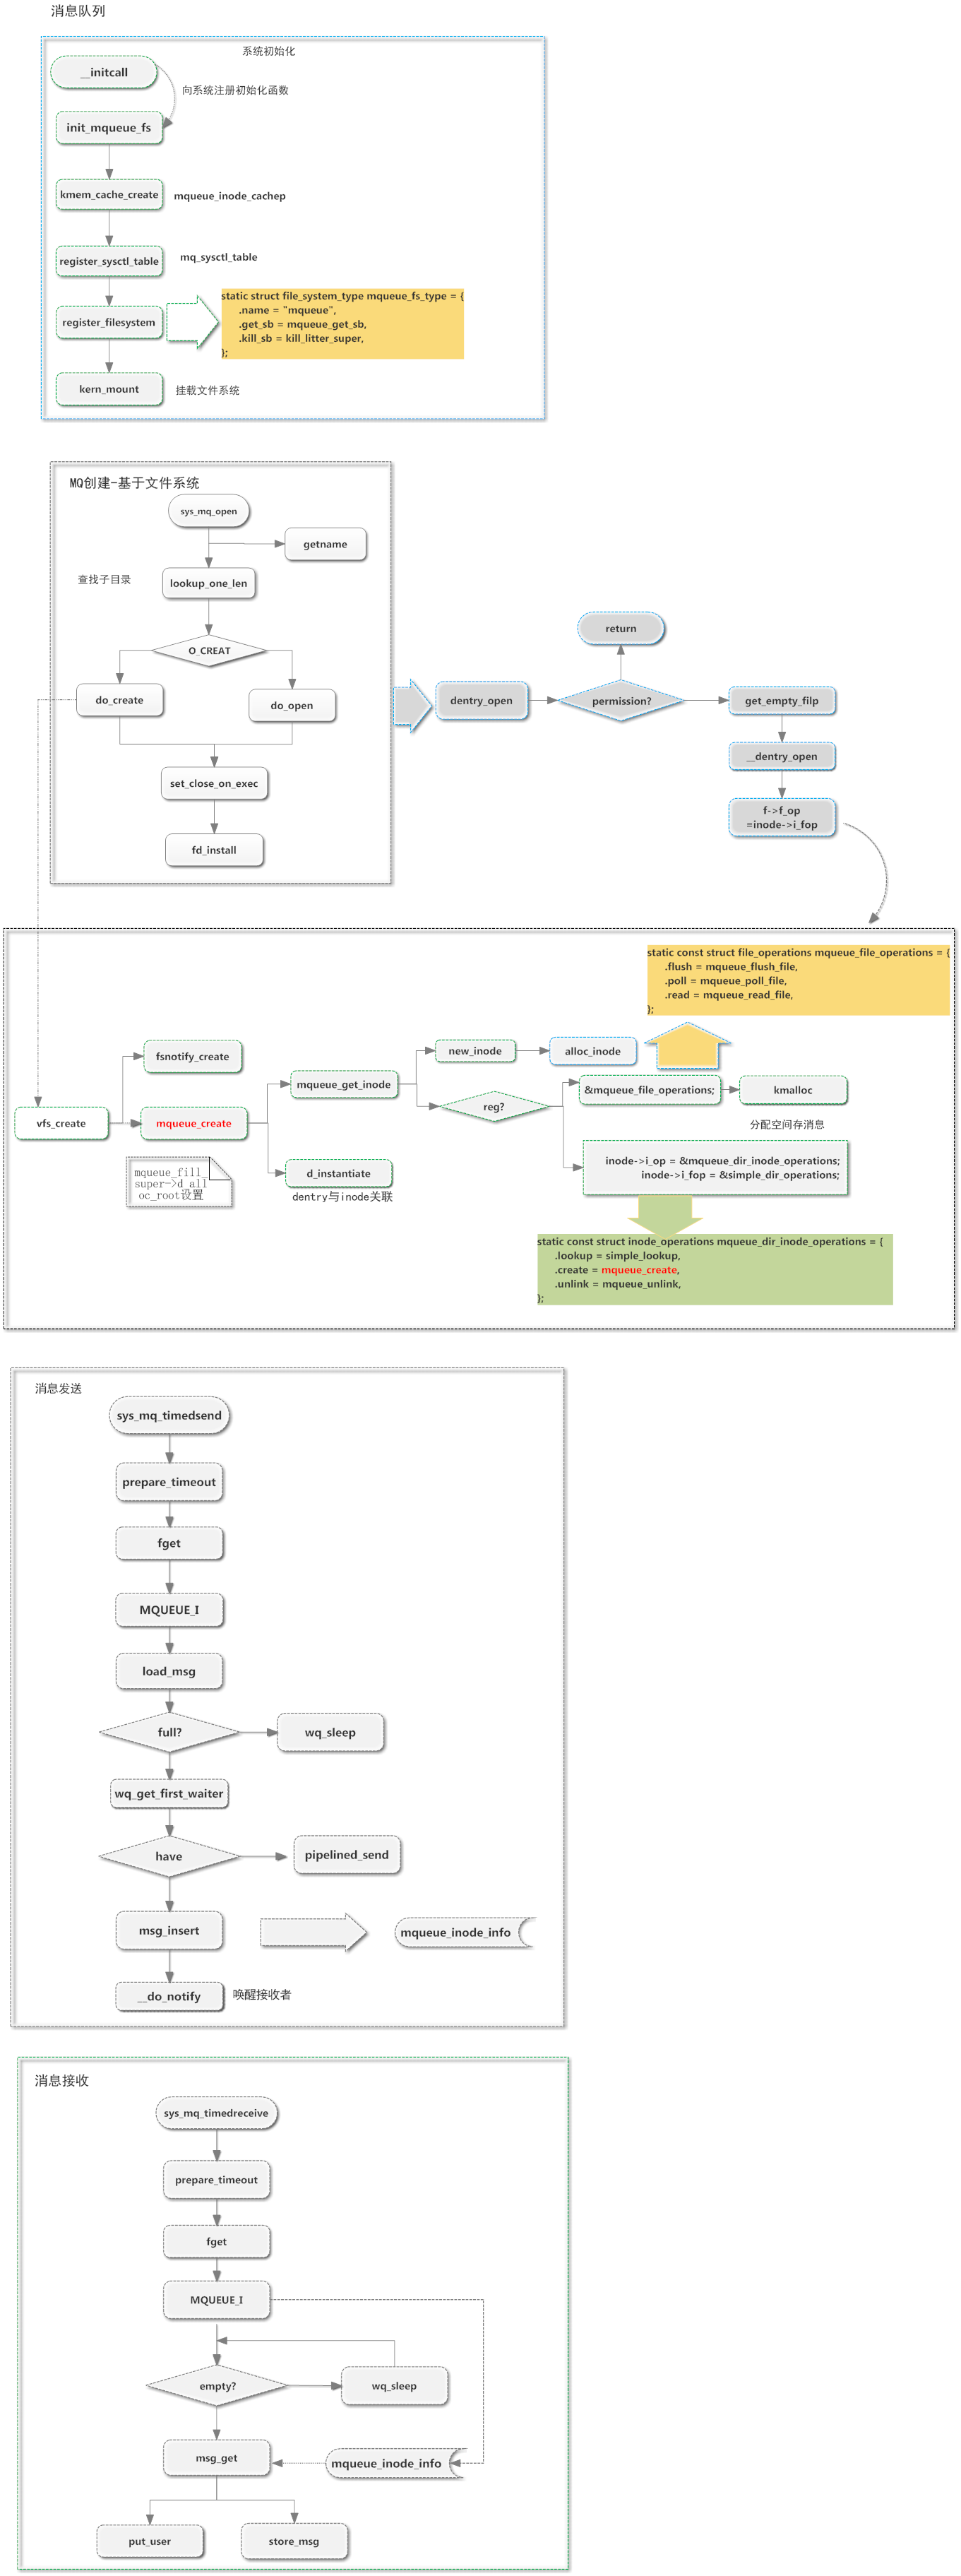 消息队列
系统初始化
__initcall
向系统注册初始化函数
init_mqueue_fs
kmem_cache_create
mqueue_inode_cachep
register_sysctl_table
mq_sysctl_table
register_filesystem
static struct file_system_type mqueue_fs_type = {
.name = "mqueue",
.get_sb = mqueue_get_sb,
.kill_sb = kill_litter_super,
};
kern_mount
挂载文件系统
MQ创建-基于文件系统
sys_mq_open
getname
查找子目录
lookup_one_len
O_CREAT
do_create
do_open
set_close_on_exec
fd_install
return
dentry_open
permission?
get_empty_filp
__dentry_open
f->f_op
=inode->i_fop
static const struct file_operations mqueue_file_operations = {
.flush = mqueue_flush_file,
.poll = mqueue_poll_file,
.read = mqueue_read_file,
};
fsnotify_create
new_inode
alloc_inode
mqueue_get_inode
&mqueue_file_operations;
kmalloc
reg?
vfs_create
mqueue_create
分配空间存消息
mqueue_fill_
super->d_all
oc_root设置
d_instantiate
dentry与inode关联
inode->i_op = &mqueue_dir_inode_operations;
inode->i_fop = &simple_dir_operations;
static const struct inode_operations mqueue_dir_inode_operations = {
.lookup = simple_lookup,
.create = mqueue_create,
.unlink = mqueue_unlink,
};
消息发送
sys_mq_timedsend
prepare_timeout
fget
MQUEUE_I
load_msg
full?
wq_sleep
wq_get_first_waiter
have
pipelined_send
msg_insert
mqueue_inode_info
__do_notify
唤醒接收者
消息接收
sys_mq_timedreceive
prepare_timeout
fget
MQUEUE_I
empty?
wq_sleep
msg_get
mqueue_inode_info
put_user
store_msg